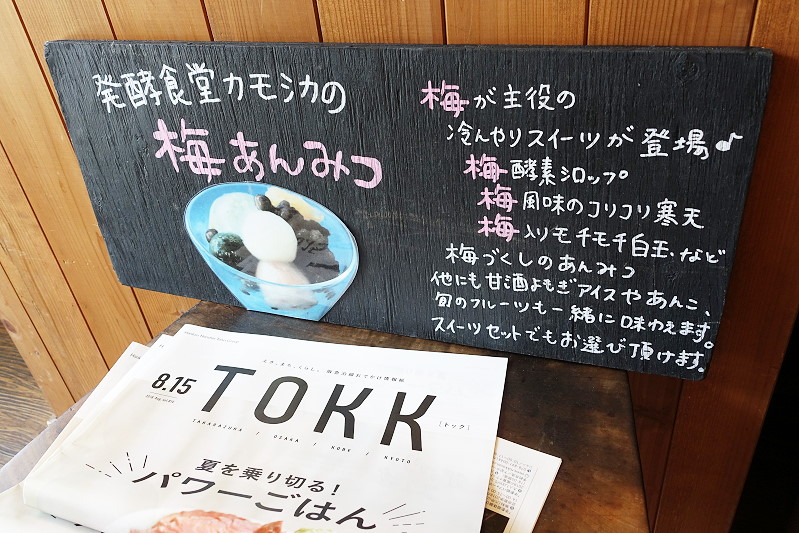 発酵食堂カモシカの
梅あんみつ
梅が主役の
冷んやりスイーツが登場♪
梅酵素シロップ
梅風味のコリコリ寒天
梅入りモチモチ白玉、など
梅づくしのあんみつ
他にも甘酒よもぎアイスやあんこ、
旬のフルーツも一緒に味わえます。
スイーツセットでもお選び頂けます。
8.15
TOKK
[トック]
TAKARAZUKA / OSAKA / KOBE / KYOTO
夏を乗り切る!
パワーごはん